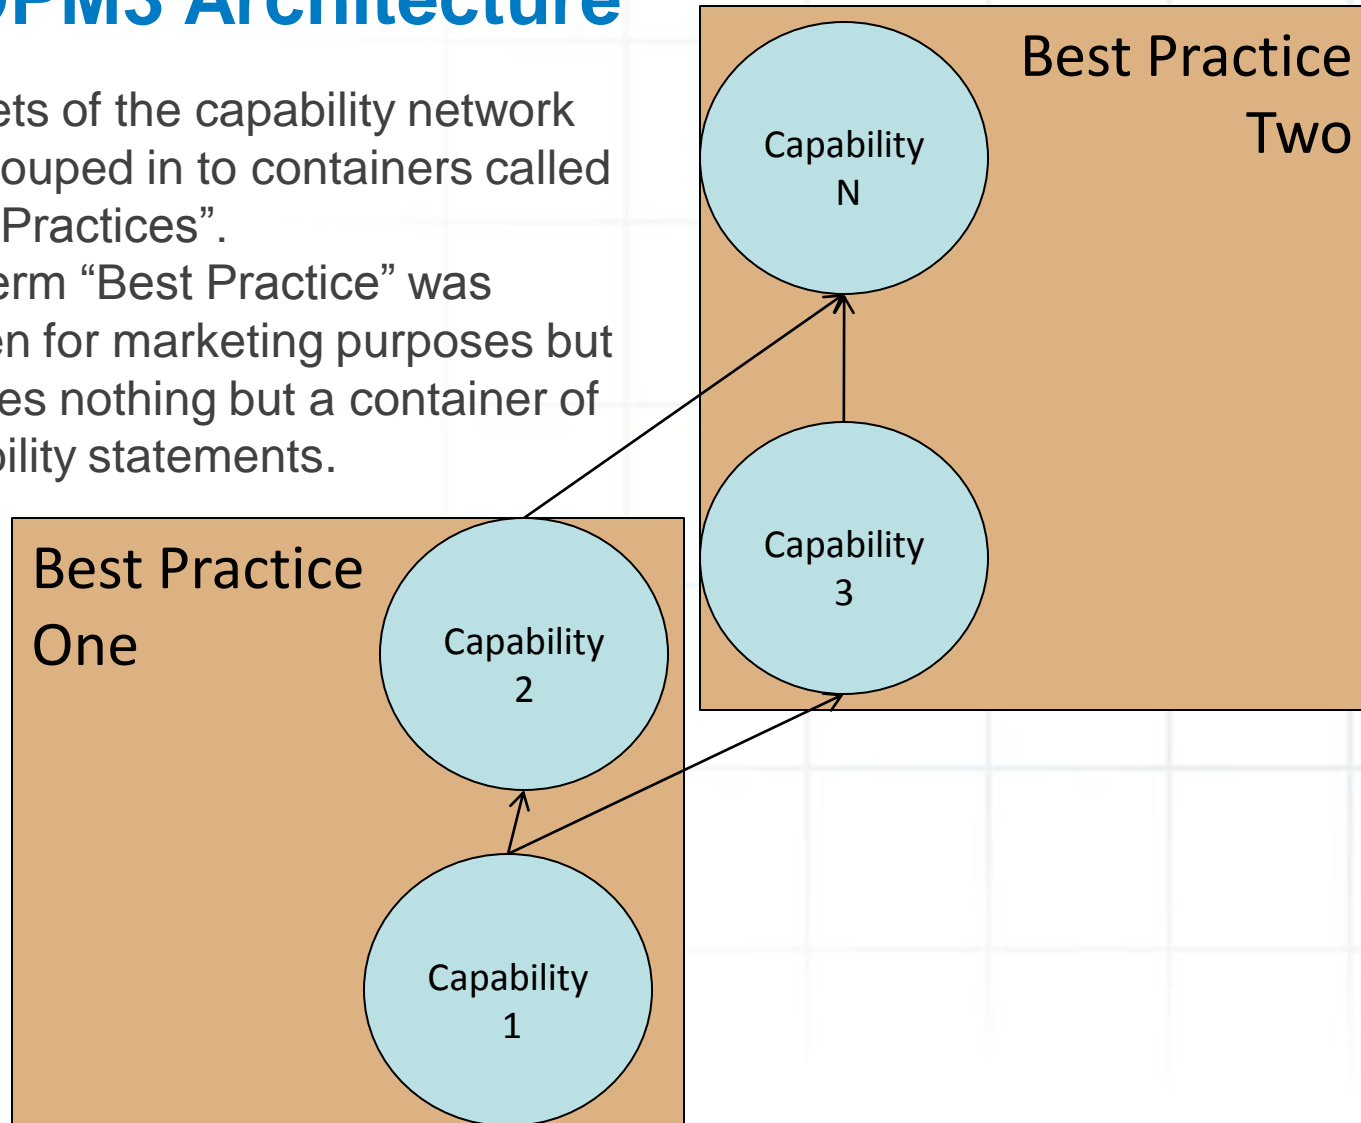 OPM3 Architecture
ets of the capability network
ouped in to containers called
Practices”.
erm “Best Practice” was
en for marketing purposes but
es nothing but a container of
bility statements.
Best Practice
Two
Capability
N
Capability
3
Best Practice
One
Capability
2
Capability
1